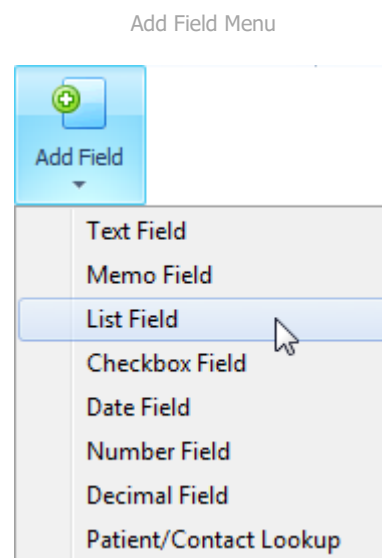 Add Field Menu
Add Field
Text Field
Memo Field
List Field
Checkbox Field
Date Field
Number Field
Decimal Field
Patient/Contact Lookup